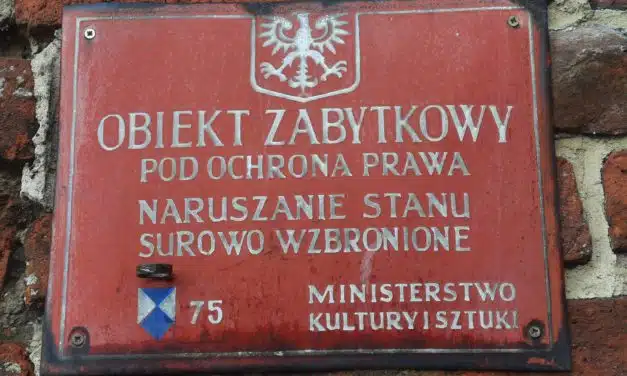 OBIEKT ZABYTKOWY
POD OCHRONA PRAWA
NARUSZANIE STANU
SUROWO WZBRONIONE
75
MINISTERSTWO
KULTURY I SZTUKI